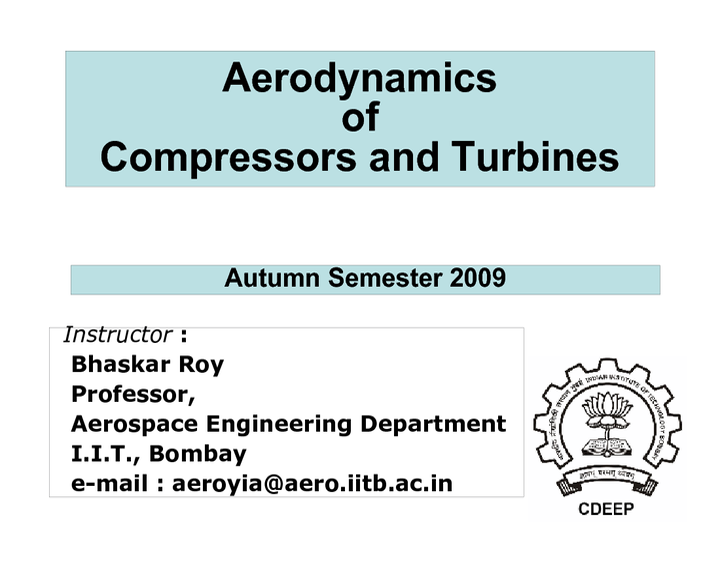 Aerodynamics
of
Compressors and Turbines
Autumn Semester 2009
Instructor :
Bhaskar Roy
Professor,
Aerospace Engineering Department
I.I.T., Bombay
e-mail : aeroyia@aero.iitb.ac.in
INDIAN INSTITUTE OF TECHNOLOGY BOMBAY
CDEEP